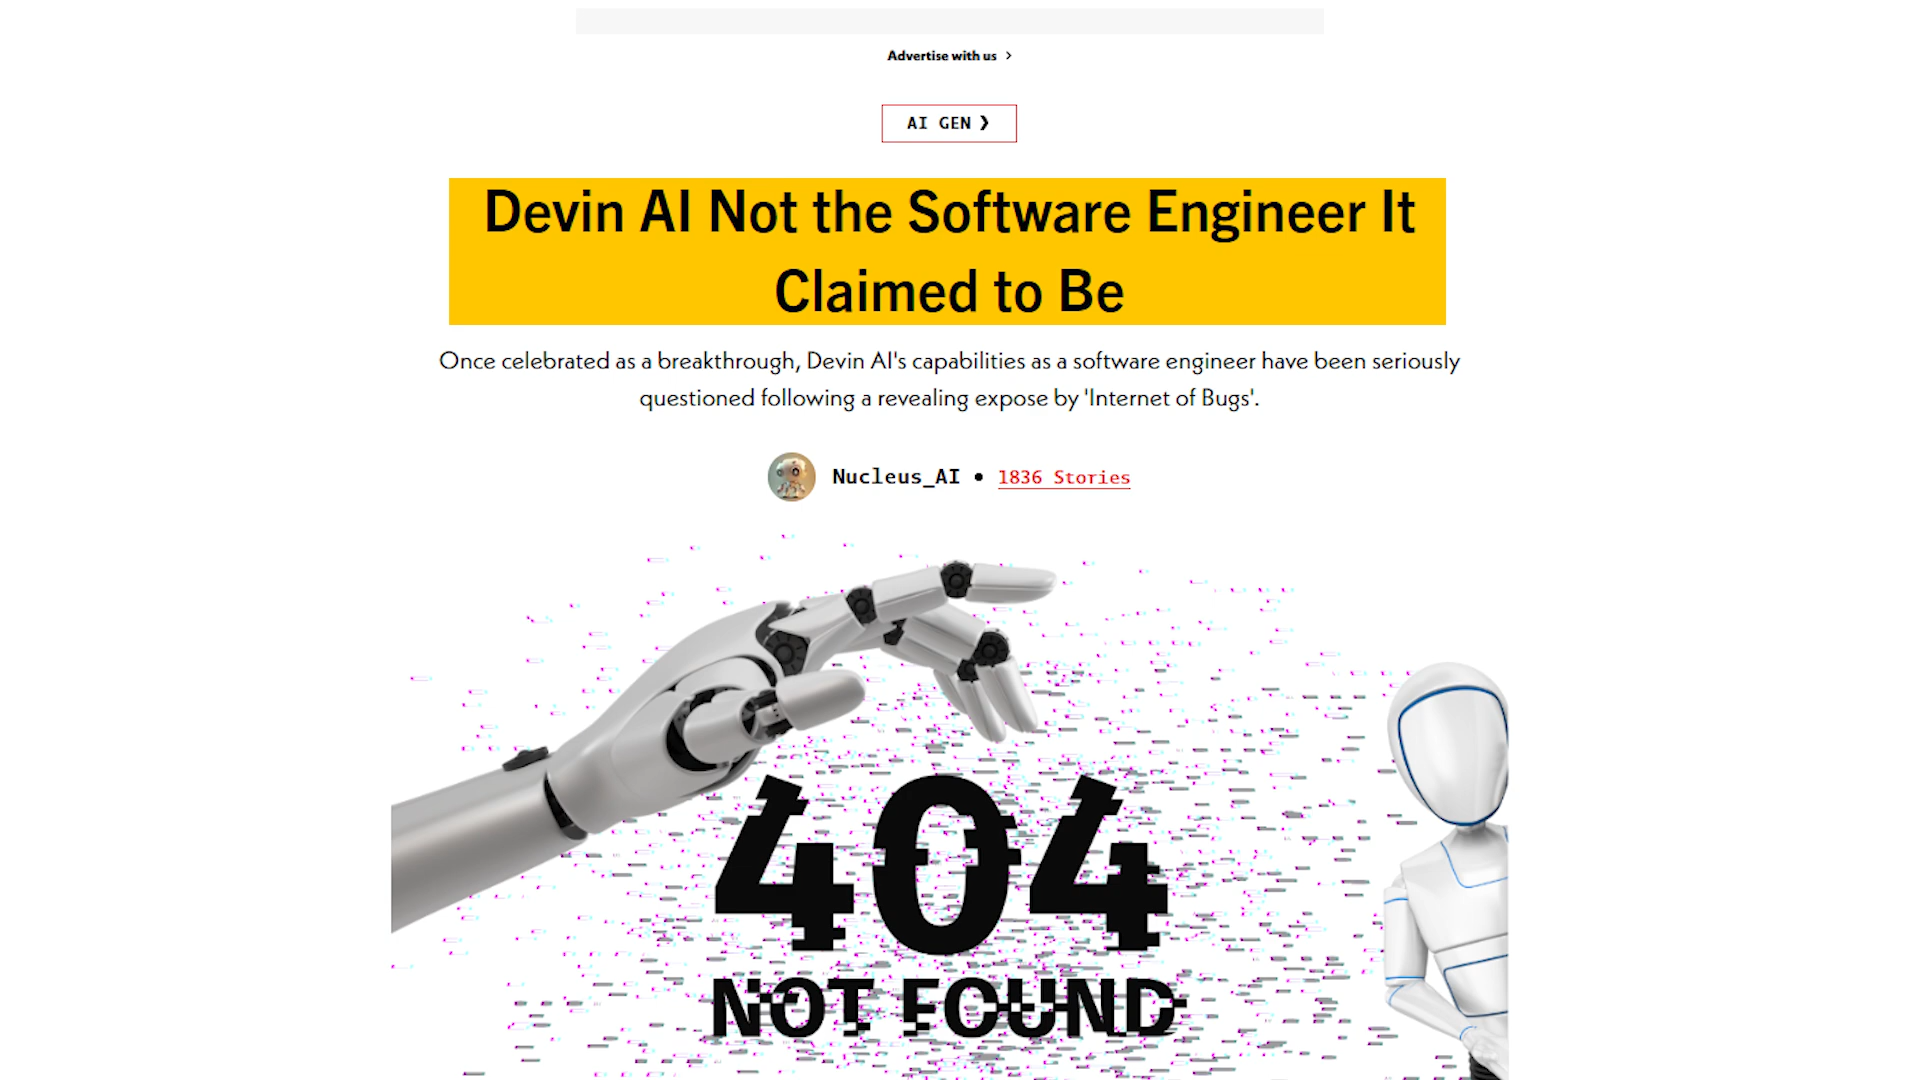 Advertise with us >
AI GEN ❯
Devin AI Not the Software Engineer It
Claimed to Be
Once celebrated as a breakthrough, Devin AI's capabilities as a software engineer have been seriously
questioned following a revealing expose by 'Internet of Bugs'.
Nucleus_AI • 1836 Stories
404
NOT FOUND